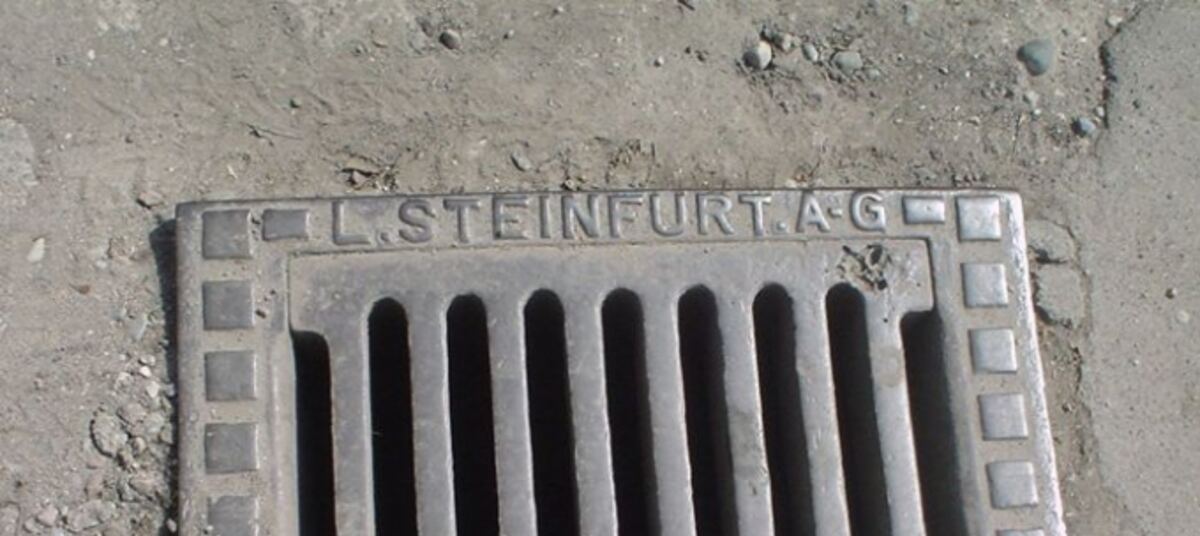 L. STEINFURT. A-G